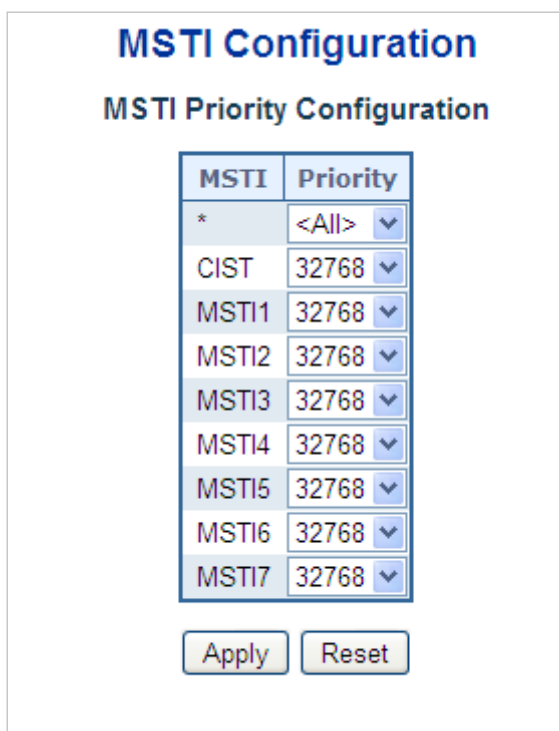 MSTI Configuration
MSTI Priority Configuration
MSTI Priority
* <All>
CIST 32768
MSTI1 32768
MSTI2 32768
MSTI3 32768
MSTI4 32768
MSTI5 32768
MSTI6 32768
MSTI7 32768
Apply Reset